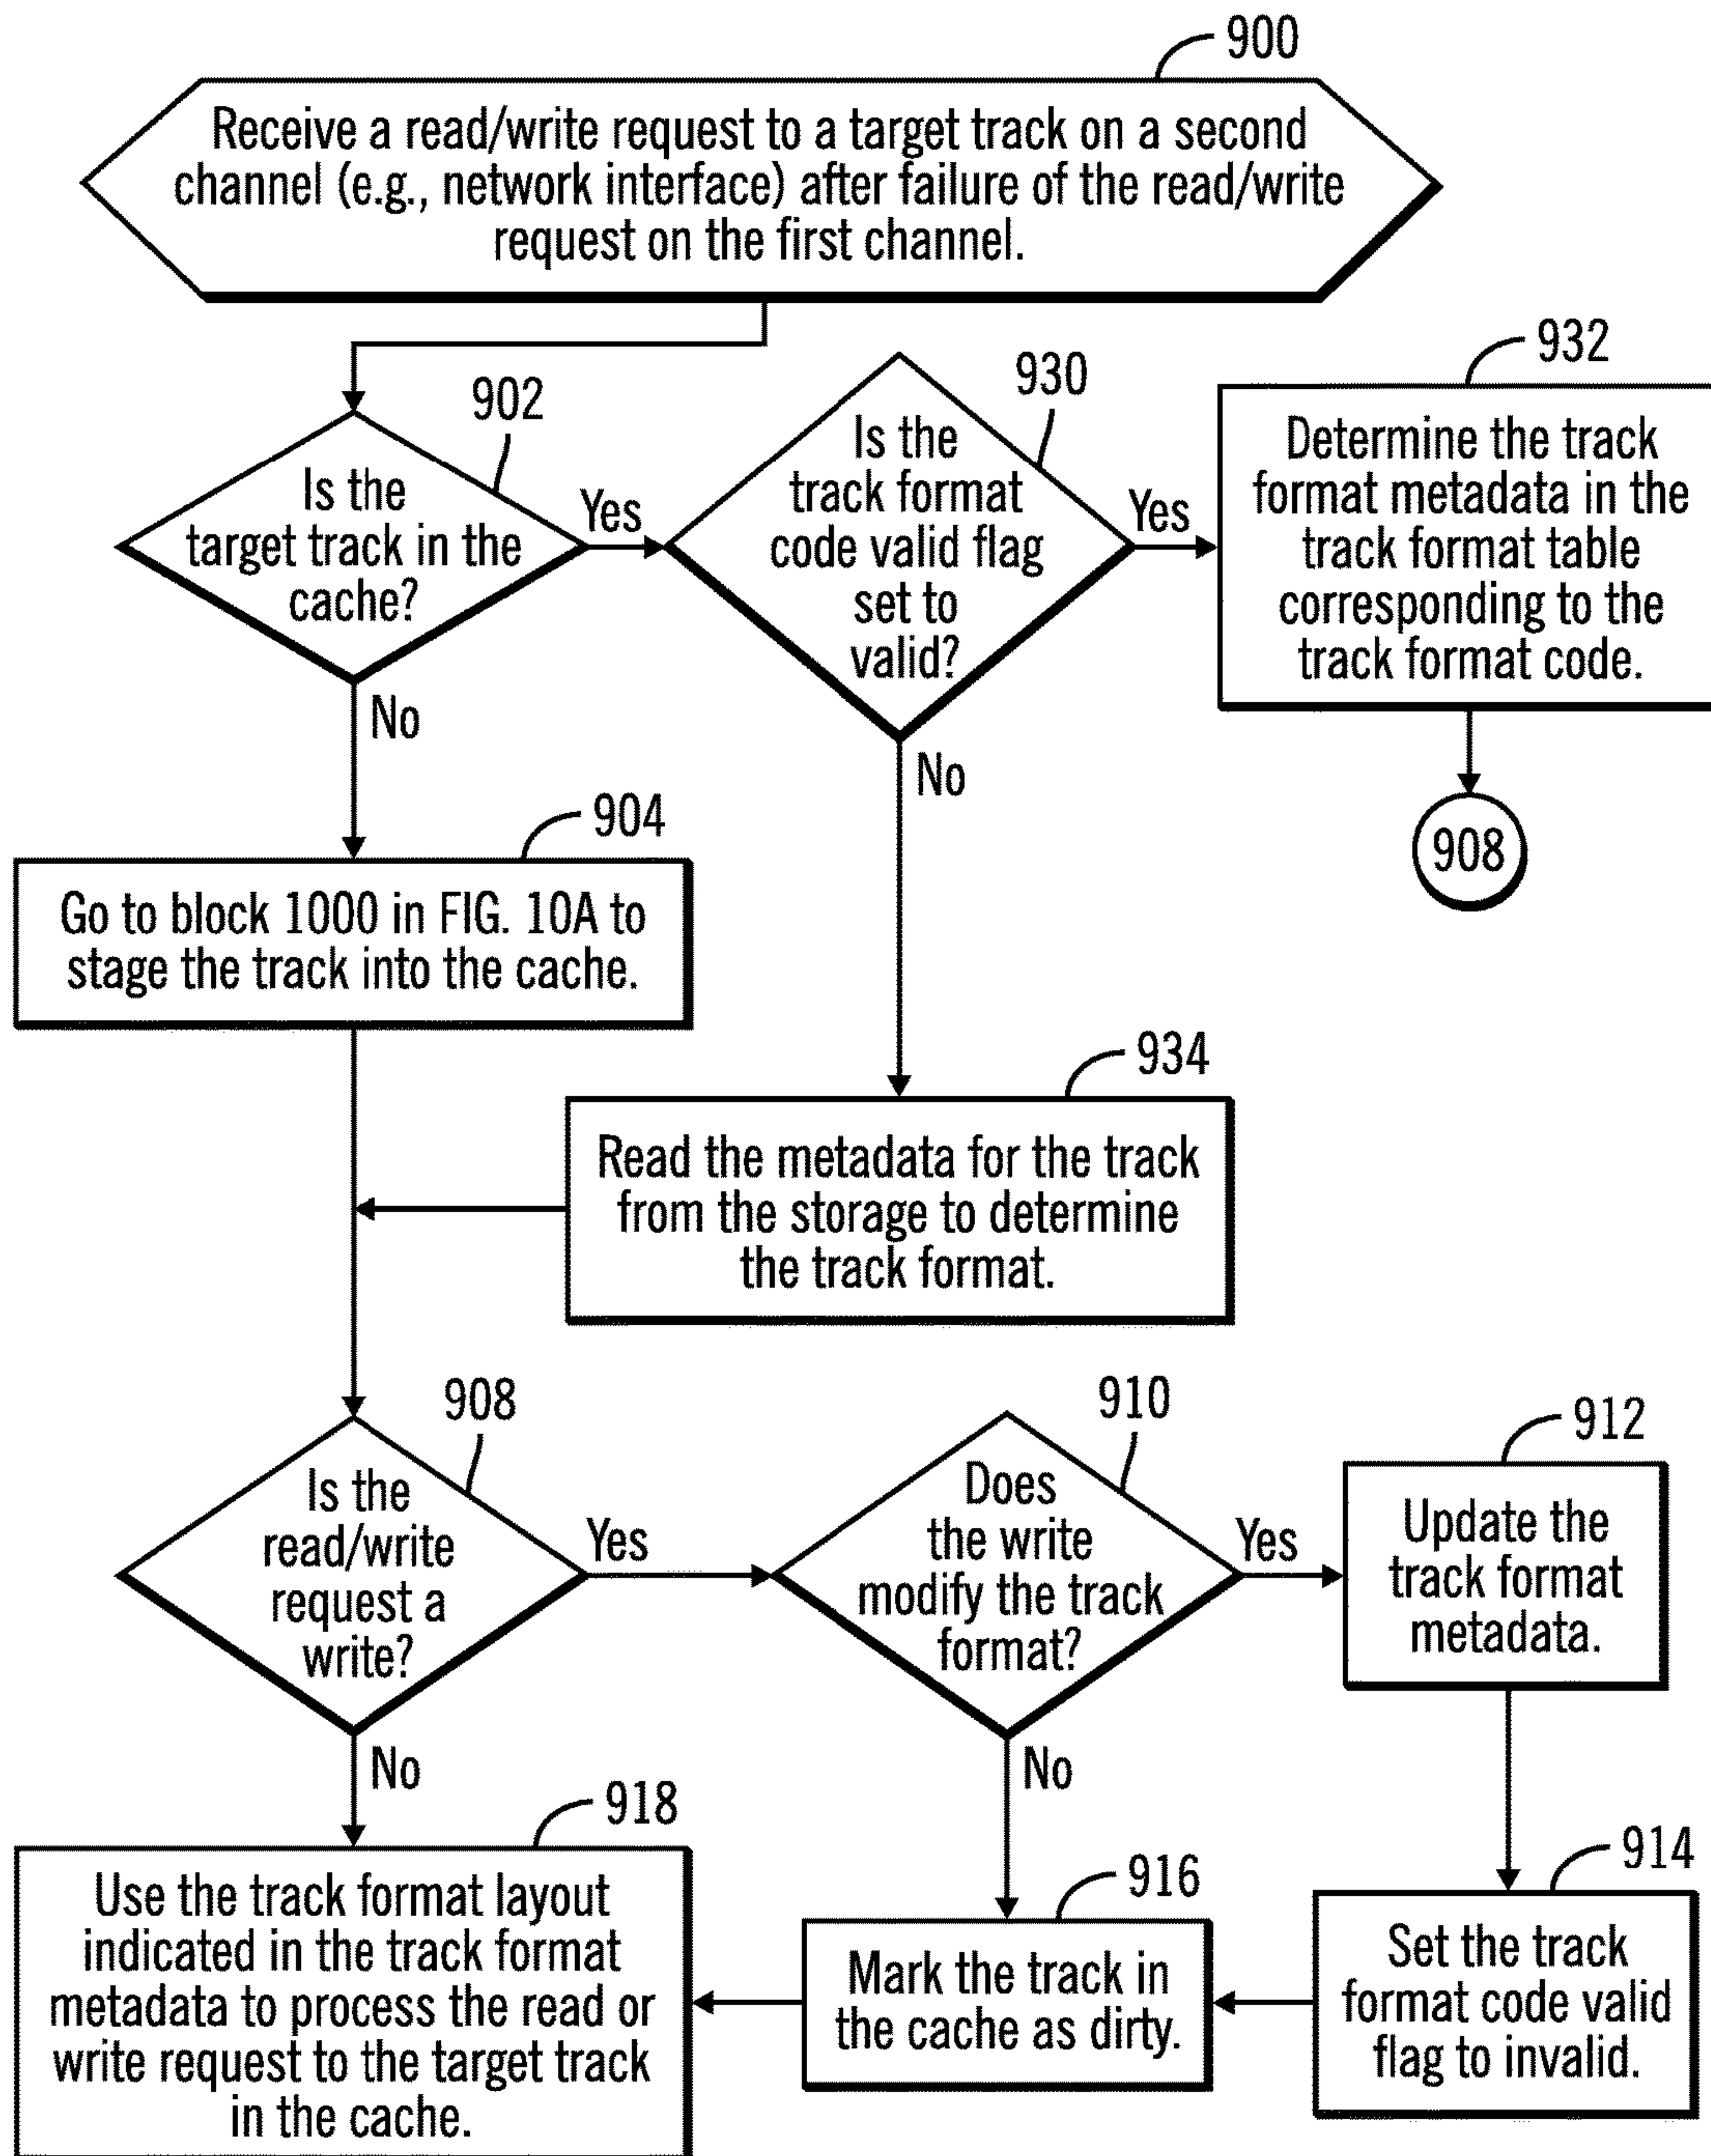 900
Receive a read/write request to a target track on a second
channel (e.g., network interface) after failure of the read/write
request on the first channel.
902
Is the
target track in the
cache?
Yes
No
930
Is the
track format
code valid flag
set to
valid?
Yes
No
932
Determine the track
format metadata in the
track format table
corresponding to the
track format code.
908
904
Go to block 1000 in FIG. 10A to
stage the track into the cache.
934
Read the metadata for the track
from the storage to determine
the track format.
908
Is the
read/write
request a
write?
Yes
No
910
Does
the write
modify the track
format?
Yes
No
912
Update the
track format
metadata.
914
Set the track
format code valid
flag to invalid.
916
Mark the track in
the cache as dirty.
918
Use the track format layout
indicated in the track format
metadata to process the read or
write request to the target track
in the cache.